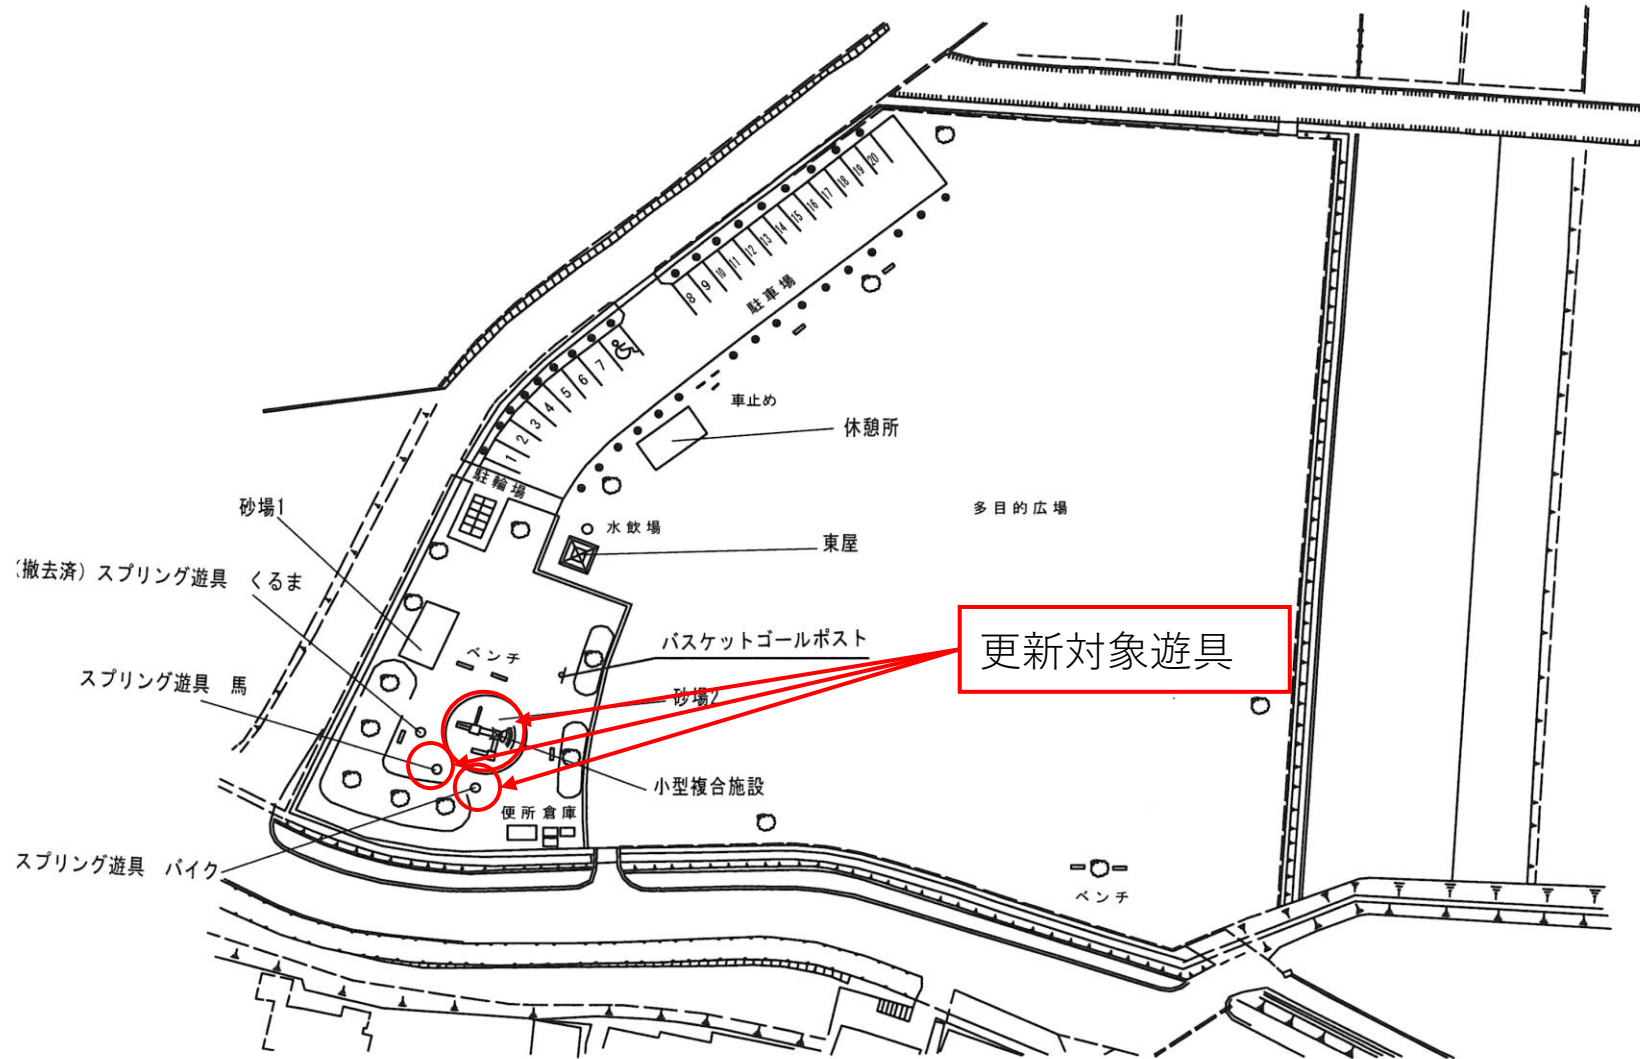 20
19
18
17
16
15
14
13
12
11
10
9
8
駐車場
7
6
5
4
3
2
1
車止め
休憩所
駐輪場
砂場1
水飲場
多目的広場
東屋
(撤去済) スプリング遊具 くるま
バスケットゴールポスト
更新対象遊具
ベンチ
スプリング遊具 馬
砂場2
小型複合施設
便所 倉庫
スプリング遊具 バイク
ベンチ